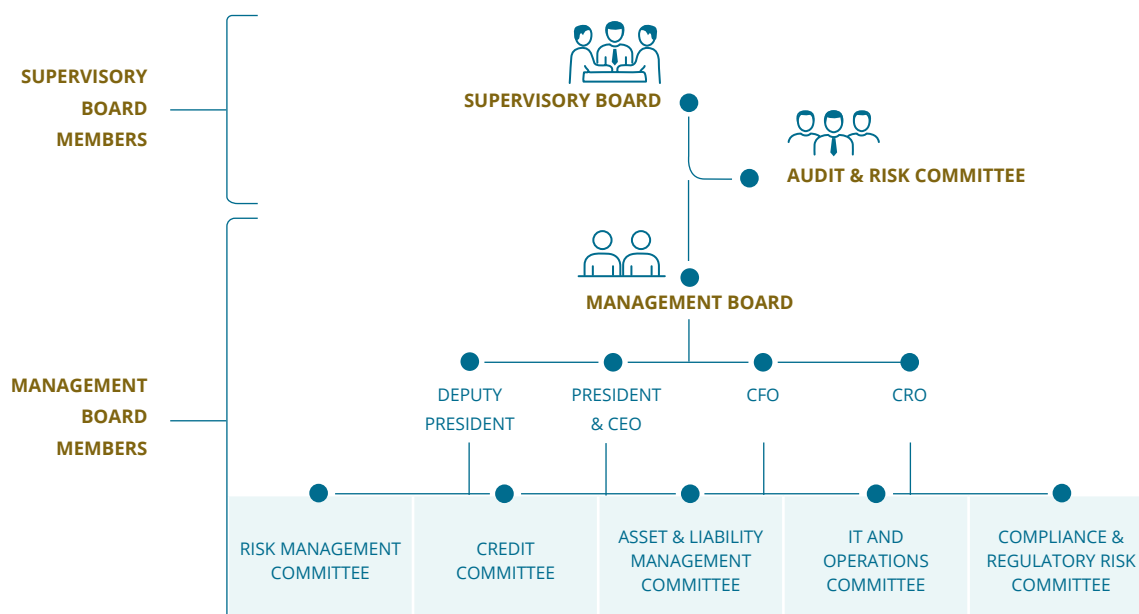 SUPERVISORY
BOARD
MEMBERS
SUPERVISORY BOARD
AUDIT & RISK COMMITTEE
MANAGEMENT BOARD
MANAGEMENT
BOARD
MEMBERS
DEPUTY
PRESIDENT
PRESIDENT
& CEO
CFO
CRO
RISK MANAGEMENT
COMMITTEE
CREDIT
COMMITTEE
ASSET & LIABILITY
MANAGEMENT
COMMITTEE
IT AND
OPERATIONS
COMMITTEE
COMPLIANCE &
REGULATORY RISK
COMMITTEE